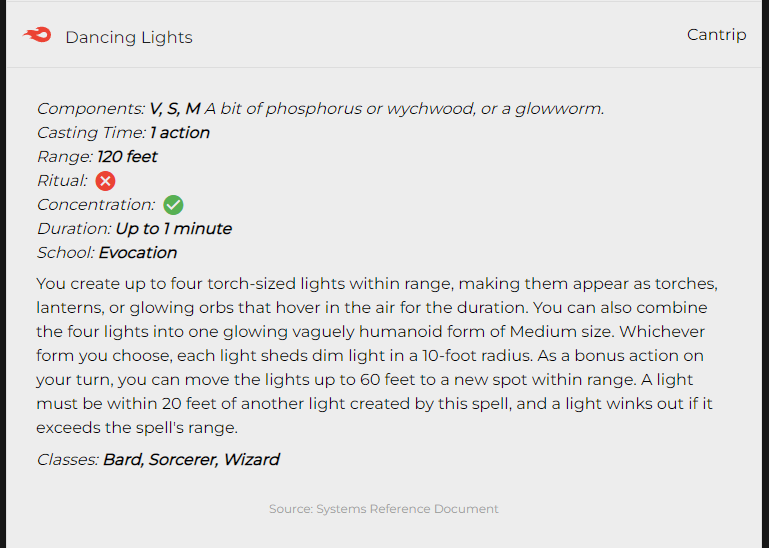 Dancing Lights
Cantrip
Components: V, S, M A bit of phosphorus or wychwood, or a glowworm.
Casting Time: 1 action
Range: 120 feet
Ritual:
Concentration:
Duration: Up to 1 minute
School: Evocation
You create up to four torch-sized lights within range, making them appear as torches,
lanterns, or glowing orbs that hover in the air for the duration. You can also combine
the four lights into one glowing vaguely humanoid form of Medium size. Whichever
form you choose, each light sheds dim light in a 10-foot radius. As a bonus action on
your turn, you can move the lights up to 60 feet to a new spot within range. A light
must be within 20 feet of another light created by this spell, and a light winks out if it
exceeds the spell's range.
Classes: Bard, Sorcerer, Wizard
Source: Systems Reference Document